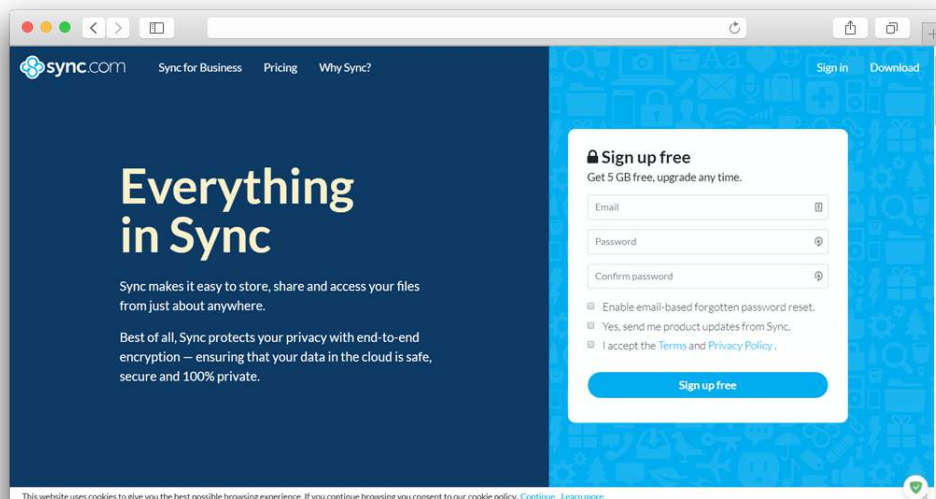 sync.com
Sync for Business
Pricing
Why Sync?
Sign in
Download
Everything
in Sync
Sync makes it easy to store, share and access your files
from just about anywhere.
Best of all, Sync protects your privacy with end-to-end
encryption — ensuring that your data in the cloud is safe,
secure and 100% private.
Sign up free
Get 5 GB free, upgrade any time.
Email
Password
Confirm password
Enable email-based forgotten password reset.
Yes, send me product updates from Sync.
I accept the Terms and Privacy Policy .
Sign up free
This website uses cookies to give you the best possible browsing experience. If you continue browsing you consent to our cookie policy. Continue Learn more